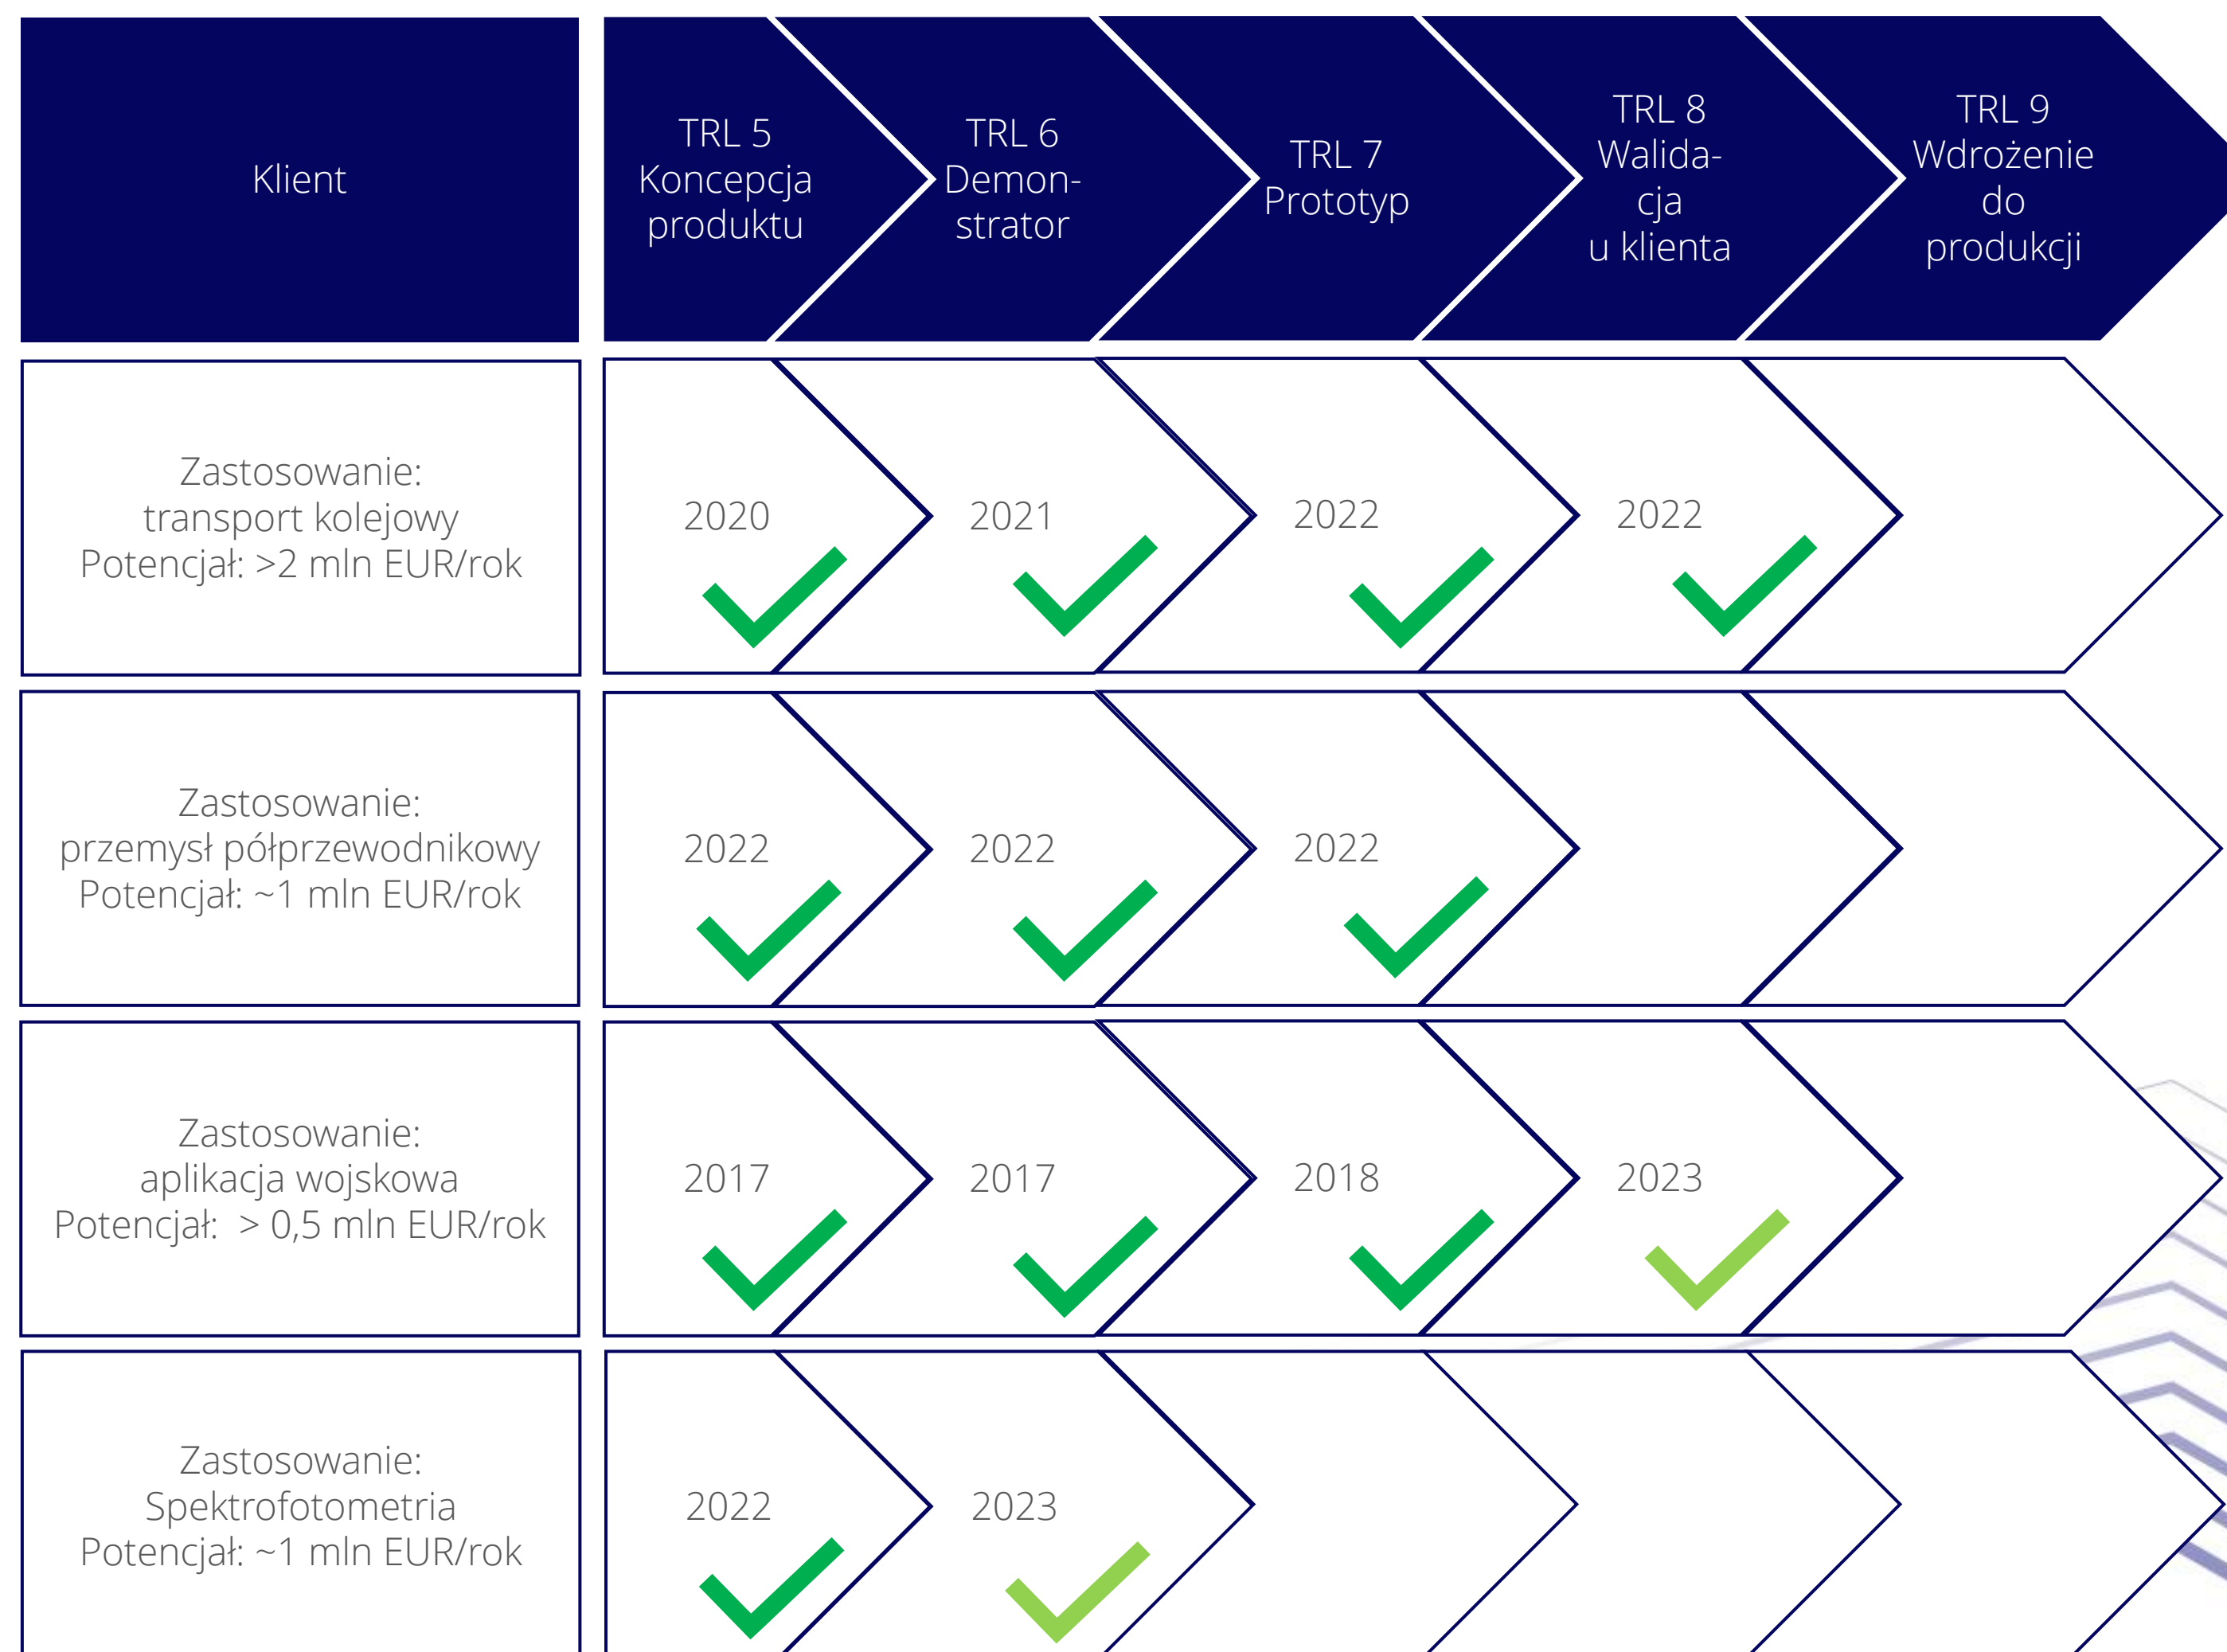 Klient
TRL 5
Koncepcja
produktu
TRL 6
Demon-
strator
TRL 7
Prototyp
TRL 8
Walida-
cja
u klienta
TRL 9
Wdrożenie
do
produkcji
Zastosowanie:
transport kolejowy
Potencjał: >2 mln EUR/rok
2020
2021
2022
2022
Zastosowanie:
przemysł półprzewodnikowy
Potencjał: ~1 mln EUR/rok
2022
2022
2022
Zastosowanie:
aplikacja wojskowa
Potencjał:  > 0,5 mln EUR/rok
2017
2017
2018
2023
Zastosowanie:
Spektrofotometria
Potencjał: ~1 mln EUR/rok
2022
2023